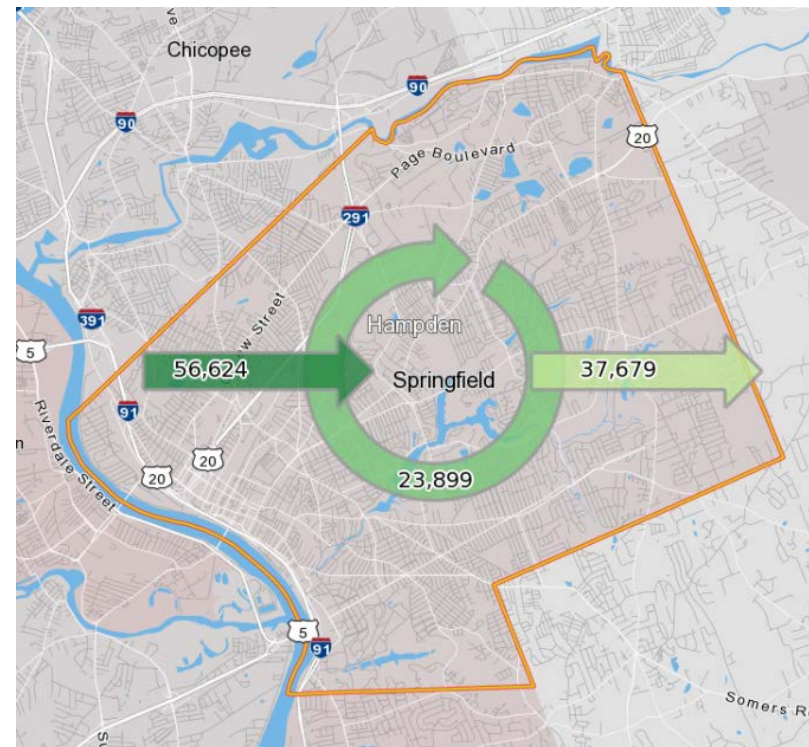 Chicopee
90
90
20
Page Boulevard
291
391
5
Hampden
56,624
Springfield
37,679
91
Riverdale Street
20
20
23,899
5
91
Somers R